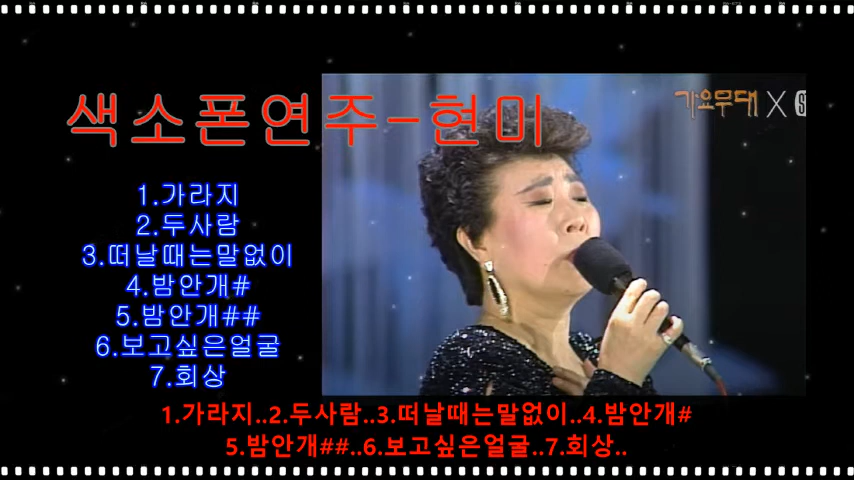 색소폰연주-현미
가요무대 X S
1.가라지
2.두사람
3.떠날때는말없이
4.밤안개#
5.밤안개##
6.보고싶은얼굴
7.회상
1.가라지..2.두사람..3.떠날때는말없이..4.밤안개#
5.밤안개##..6.보고싶은얼굴..7.회상..